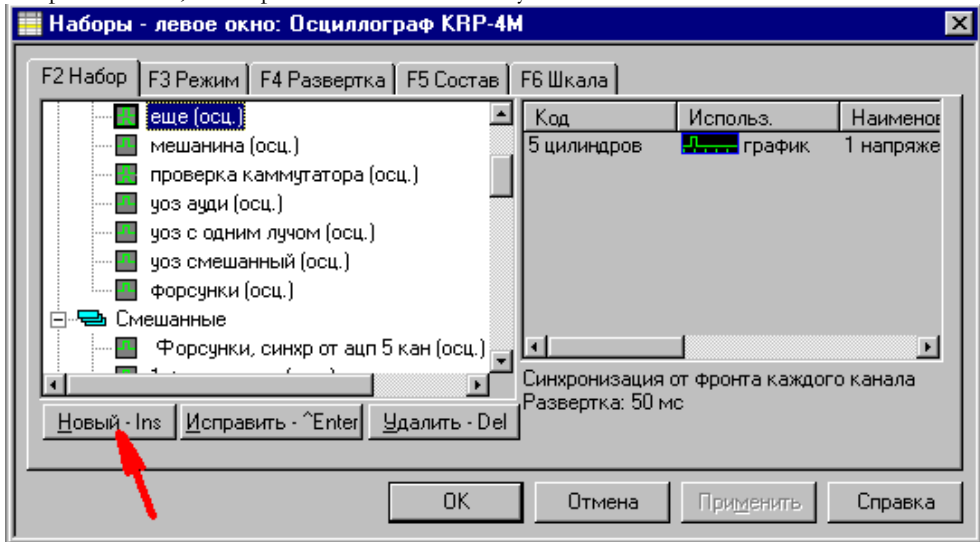 Наборы - левое окно: Осциллограф KRP-4M
F2 Набор F3 Режим F4 Развертка F5 Состав F6 Шкала
еще (осц.)
мешанина (осц.)
проверка каммутатора (осц.)
уоз ауди (осц.)
уоз с одним лучом (осц.)
уоз смешанный (осц.)
форсунки (осц.)
Смешанные
Форсунки, синхр от ацп 5 кан (осц.)
Новый - Ins Исправить - ^Enter Удалить - Del
Код Использ. Наименов
5 цилиндров график 1 напряже
Синхронизация от фронта каждого канала
Развертка: 50 мс
OK Отмена Применить Справка